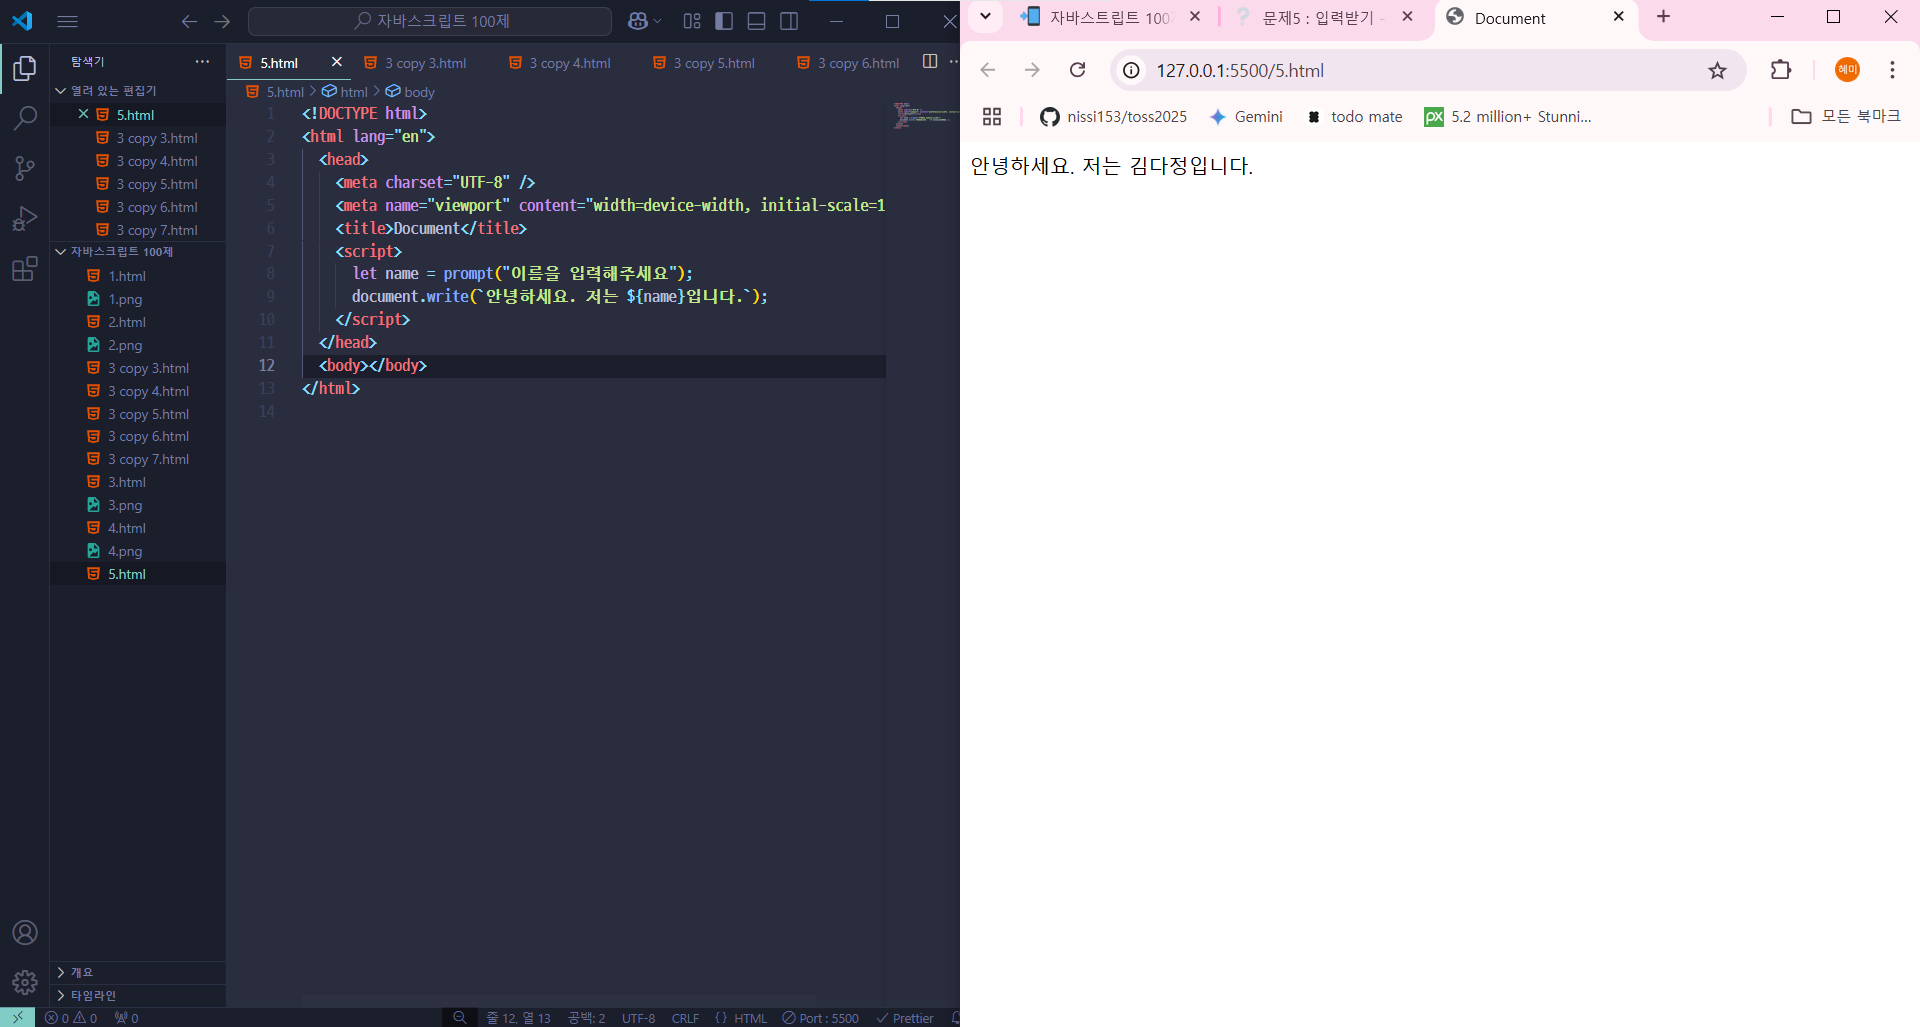 자바스크립트 100제
탐색기
열려 있는 편집기
5.html
3 copy 3.html
3 copy 4.html
3 copy 5.html
3 copy 6.html
3 copy 7.html
자바스크립트 100제
1.html
1.png
2.html
2.png
3 copy 3.html
3 copy 4.html
3 copy 5.html
3 copy 6.html
3 copy 7.html
3.html
3.png
4.html
4.png
5.html
개요
타임라인
5.html 3 copy 3.html 3 copy 4.html 3 copy 5.html 3 copy 6.html
5.html > html > body
1 <!DOCTYPE html>
2 <html lang="en">
3 <head>
4 <meta charset="UTF-8" />
5 <meta name="viewport" content="width=device-width, initial-scale=1
6 <title>Document</title>
7 <script>
8 let name = prompt("이름을 입력해주세요");
9 document.write(`안녕하세요. 저는 ${name}입니다.`);
10 </script>
11 </head>
12 <body></body>
13 </html>
14
0 0 0 줄 12, 열 13 공백: 2 UTF-8 CRLF {} HTML Port : 5500 Prettier
자바스트립트 100 문제5 : 입력받기 - Document
127.0.0.1:5500/5.html 혜미
nissi153/toss2025 Gemini todo mate px 5.2 million+ Stunni... 모든 북마크
안녕하세요. 저는 김다정입니다.